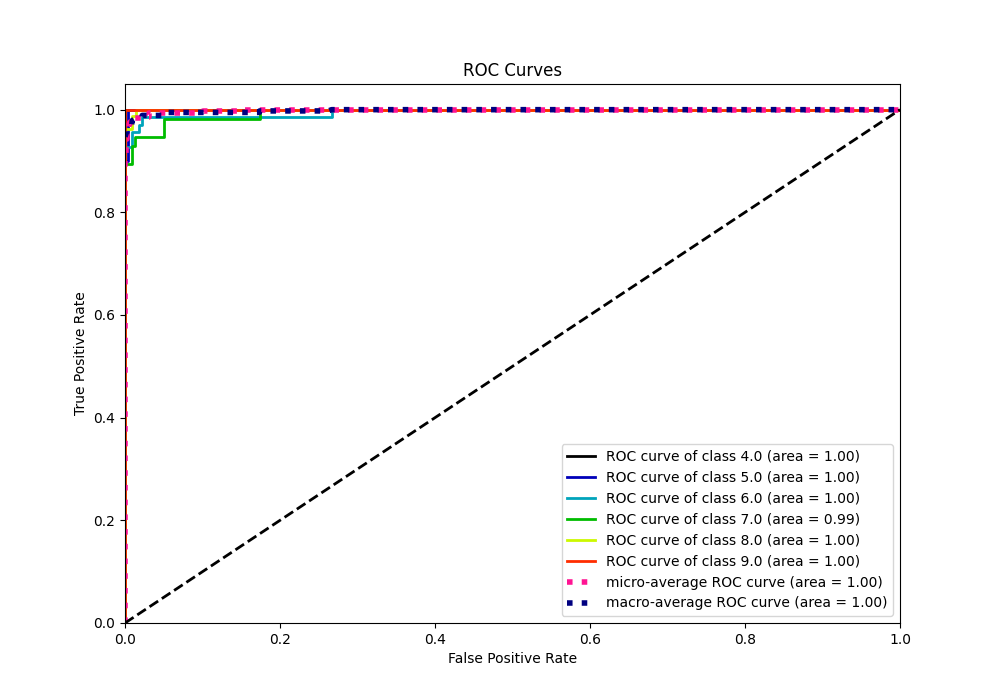 ROC Curves
1.0
0.8
0.6
0.4
0.2
0.0
True Positive Rate
ROC curve of class 4.0 (area = 1.00)
ROC curve of class 5.0 (area = 1.00)
ROC curve of class 6.0 (area = 1.00)
ROC curve of class 7.0 (area = 0.99)
ROC curve of class 8.0 (area = 1.00)
ROC curve of class 9.0 (area = 1.00)
micro-average ROC curve (area = 1.00)
macro-average ROC curve (area = 1.00)
0.0 0.2 0.4 0.6 0.8 1.0
False Positive Rate